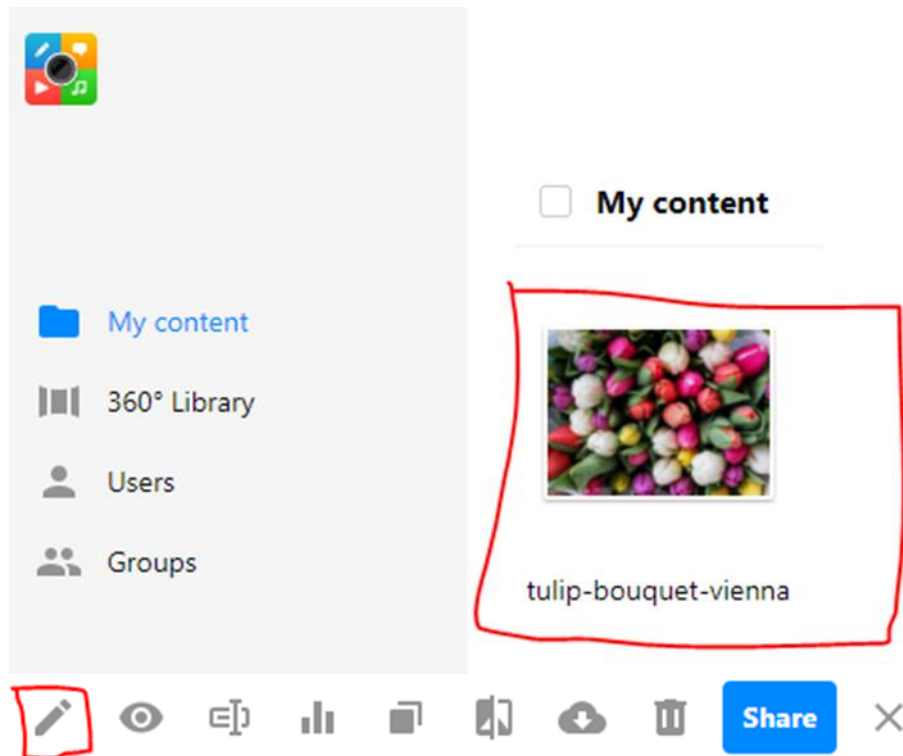 My content
My content
360° Library
Users
Groups
tulip-bouquet-vienna
Share